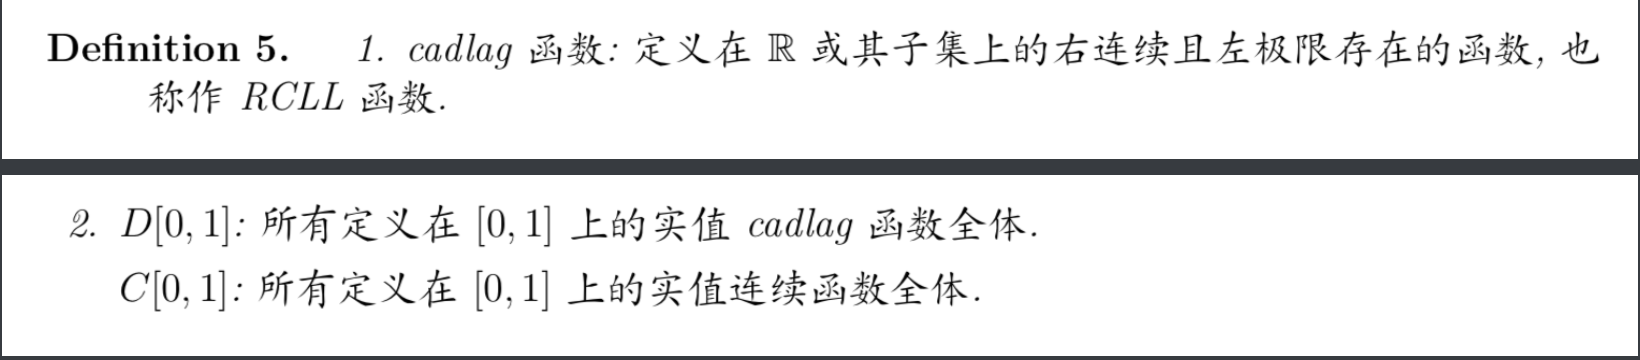 Definition 5. 1. cadlag 函数: 定义在 ℝ 或其子集上的右连续且左极限存在的函数, 也
称作 RCLL 函数.
2. D[0, 1]: 所有定义在 [0, 1] 上的实值 cadlag 函数全体.
C[0, 1]: 所有定义在 [0, 1] 上的实值连续函数全体.